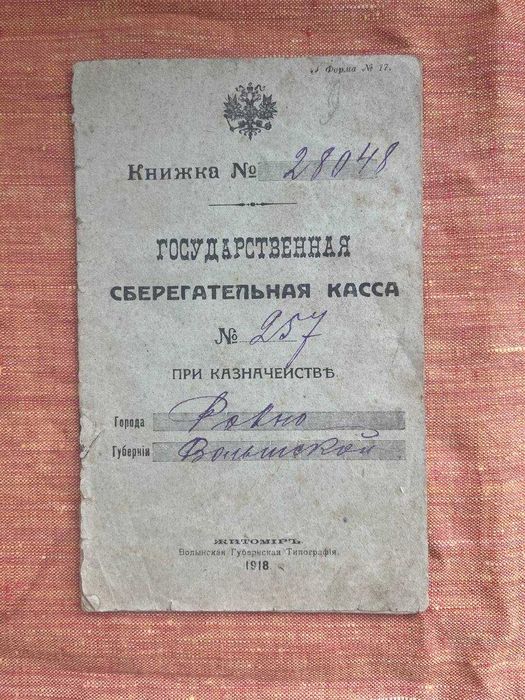 Форма № 17.
Книжка № 28048
ГОСУДАРСТВЕННАЯ
СБЕРЕГАТЕЛЬНАЯ КАССА
№ 257
ПРИ КАЗНАЧЕЙСТВѢ
Города Ровно
Губерніи Волынской
ЖИТОМІРЪ.
Волынская Губернская Типографія.
1918